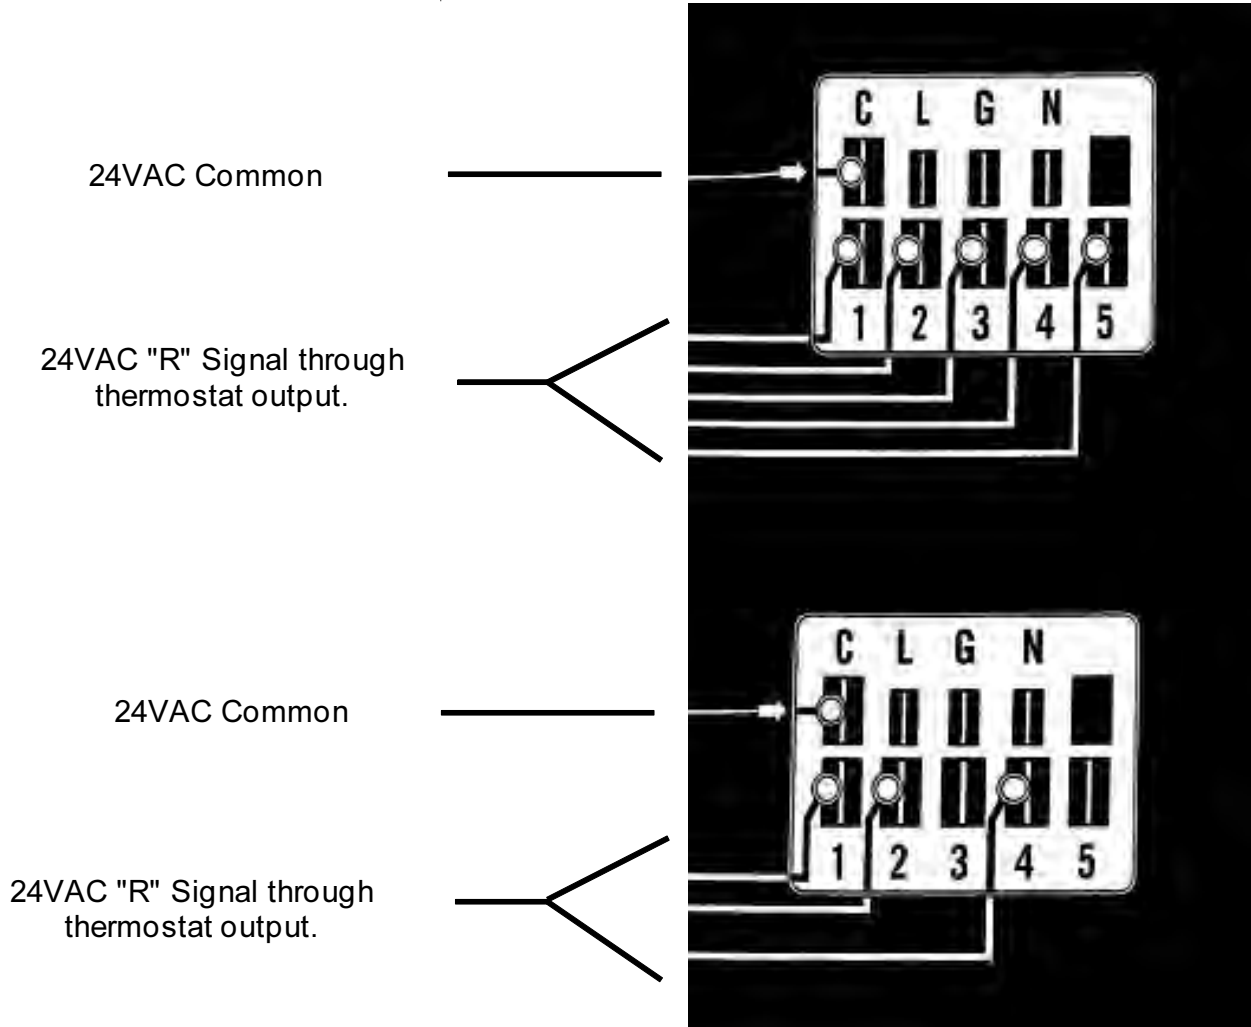 C L G N
24VAC Common
1 2 3 4 5
24VAC "R" Signal through
thermostat output.
C L G N
24VAC Common
1 2 3 4 5
24VAC "R" Signal through
thermostat output.